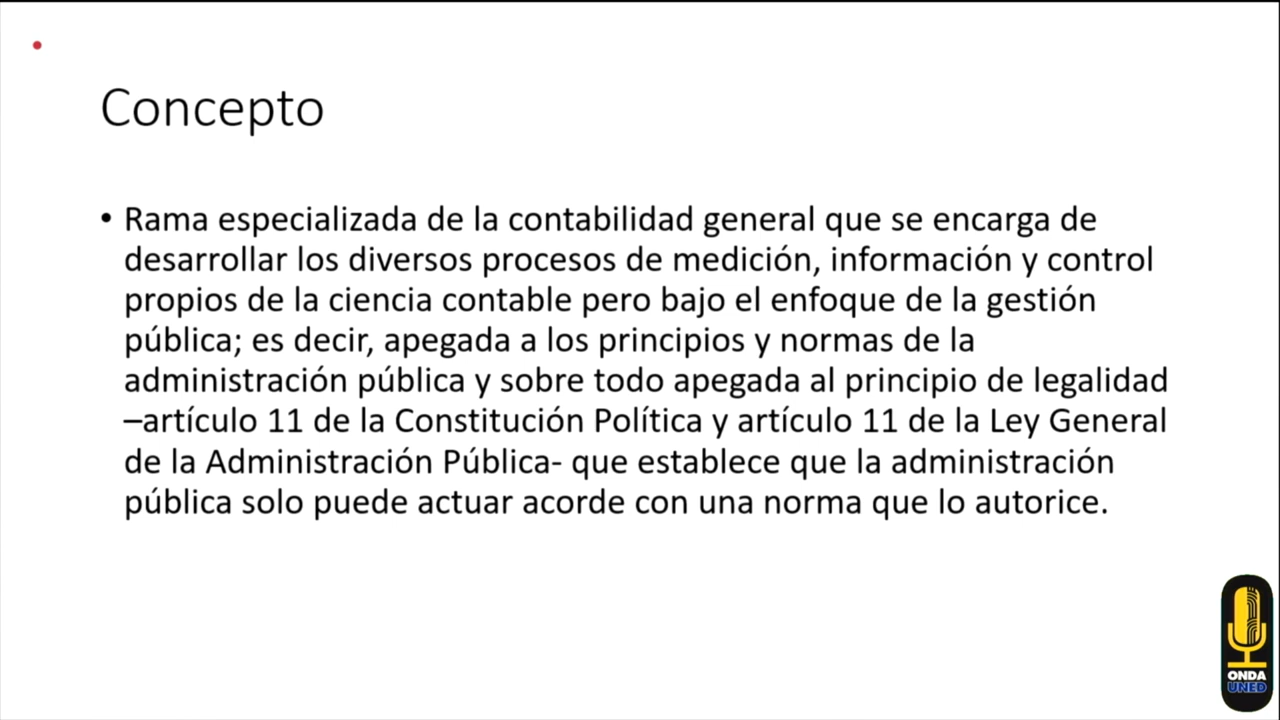 Concepto
• Rama especializada de la contabilidad general que se encarga de
desarrollar los diversos procesos de medición, información y control
propios de la ciencia contable pero bajo el enfoque de la gestión
pública; es decir, apegada a los principios y normas de la
administración pública y sobre todo apegada al principio de legalidad
–artículo 11 de la Constitución Política y artículo 11 de la Ley General
de la Administración Pública- que establece que la administración
pública solo puede actuar acorde con una norma que lo autorice.
ONDA
UNED